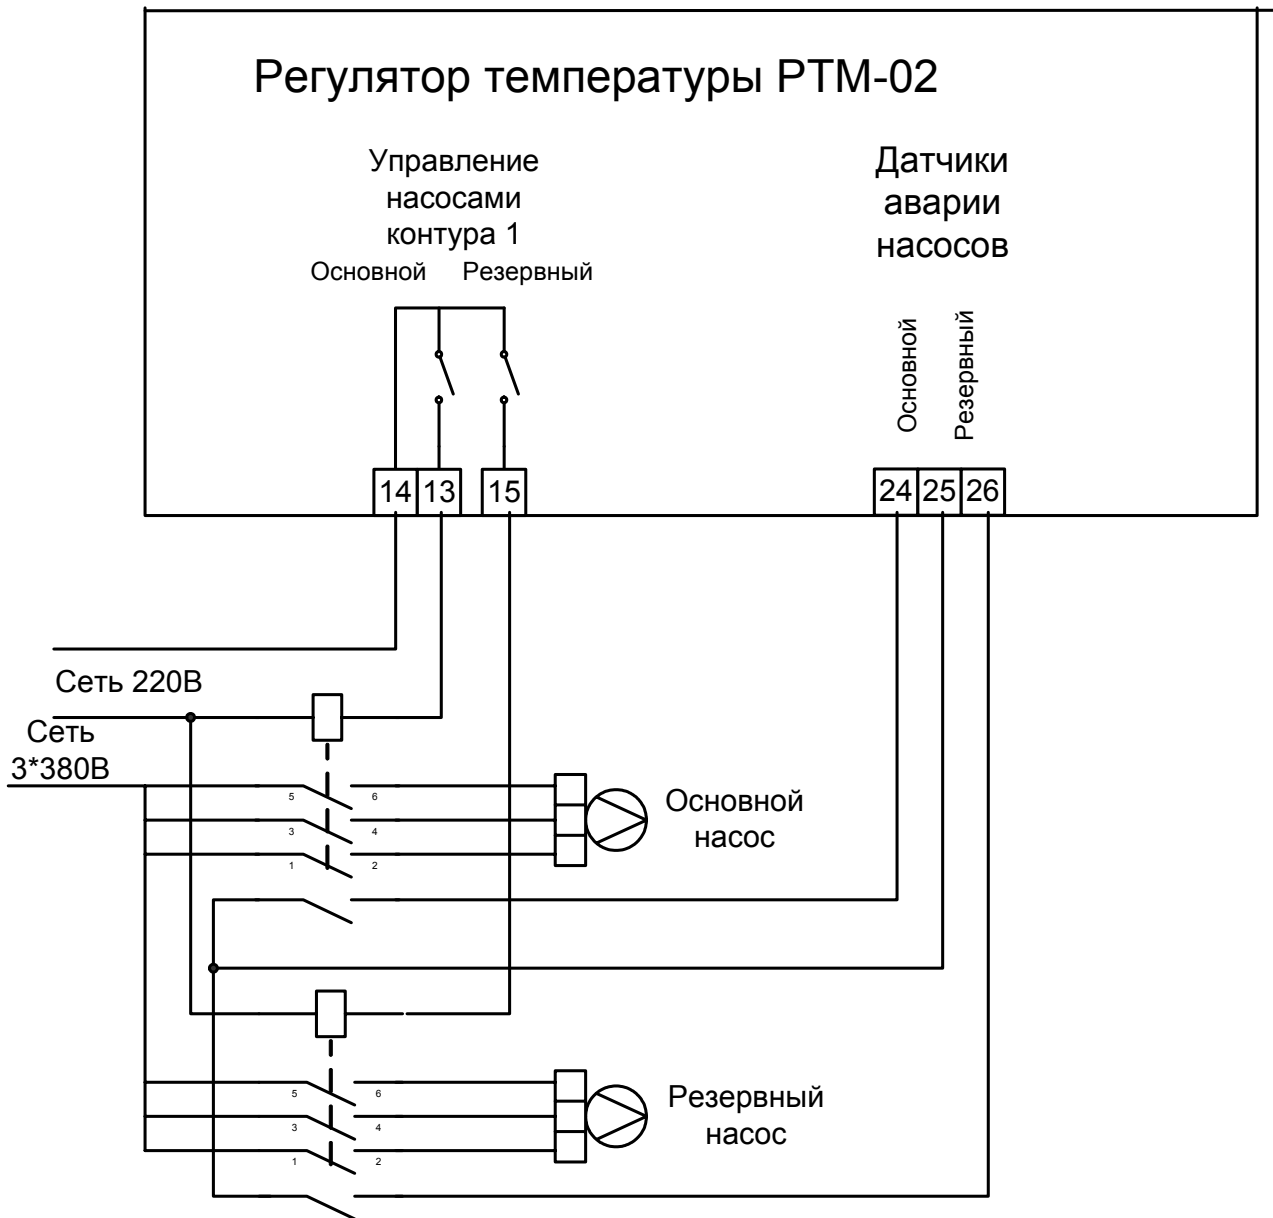 Регулятор температуры РТМ-02
Управление
насосами
контура 1
Основной Резервный
Датчики
аварии
насосов
Основной
Резервный
14 13 15
24 25 26
Сеть 220В
Сеть
3*380В
5 6
3 4
1 2
Основной
насос
5 6
3 4
1 2
Резервный
насос